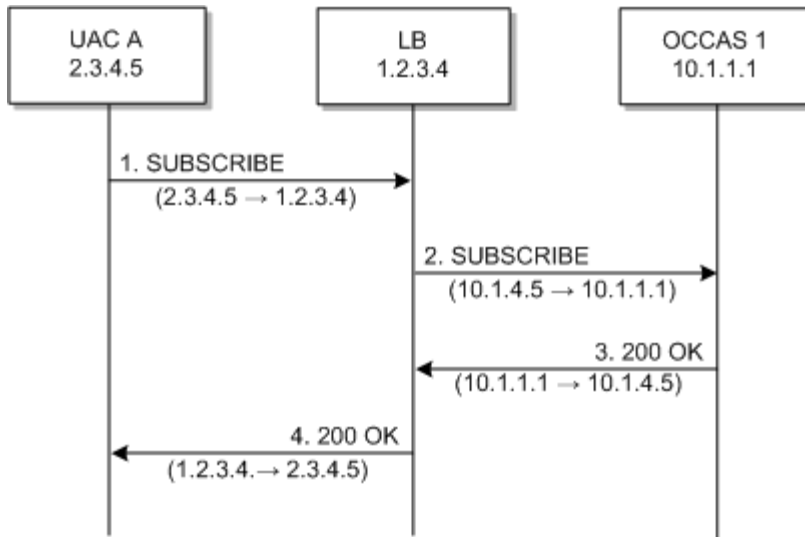 UAC A
2.3.4.5
LB
1.2.3.4
OCCAS 1
10.1.1.1
1. SUBSCRIBE
(2.3.4.5 → 1.2.3.4)
2. SUBSCRIBE
(10.1.4.5 → 10.1.1.1)
3. 200 OK
(10.1.1.1 → 10.1.4.5)
4. 200 OK
(1.2.3.4.→ 2.3.4.5)